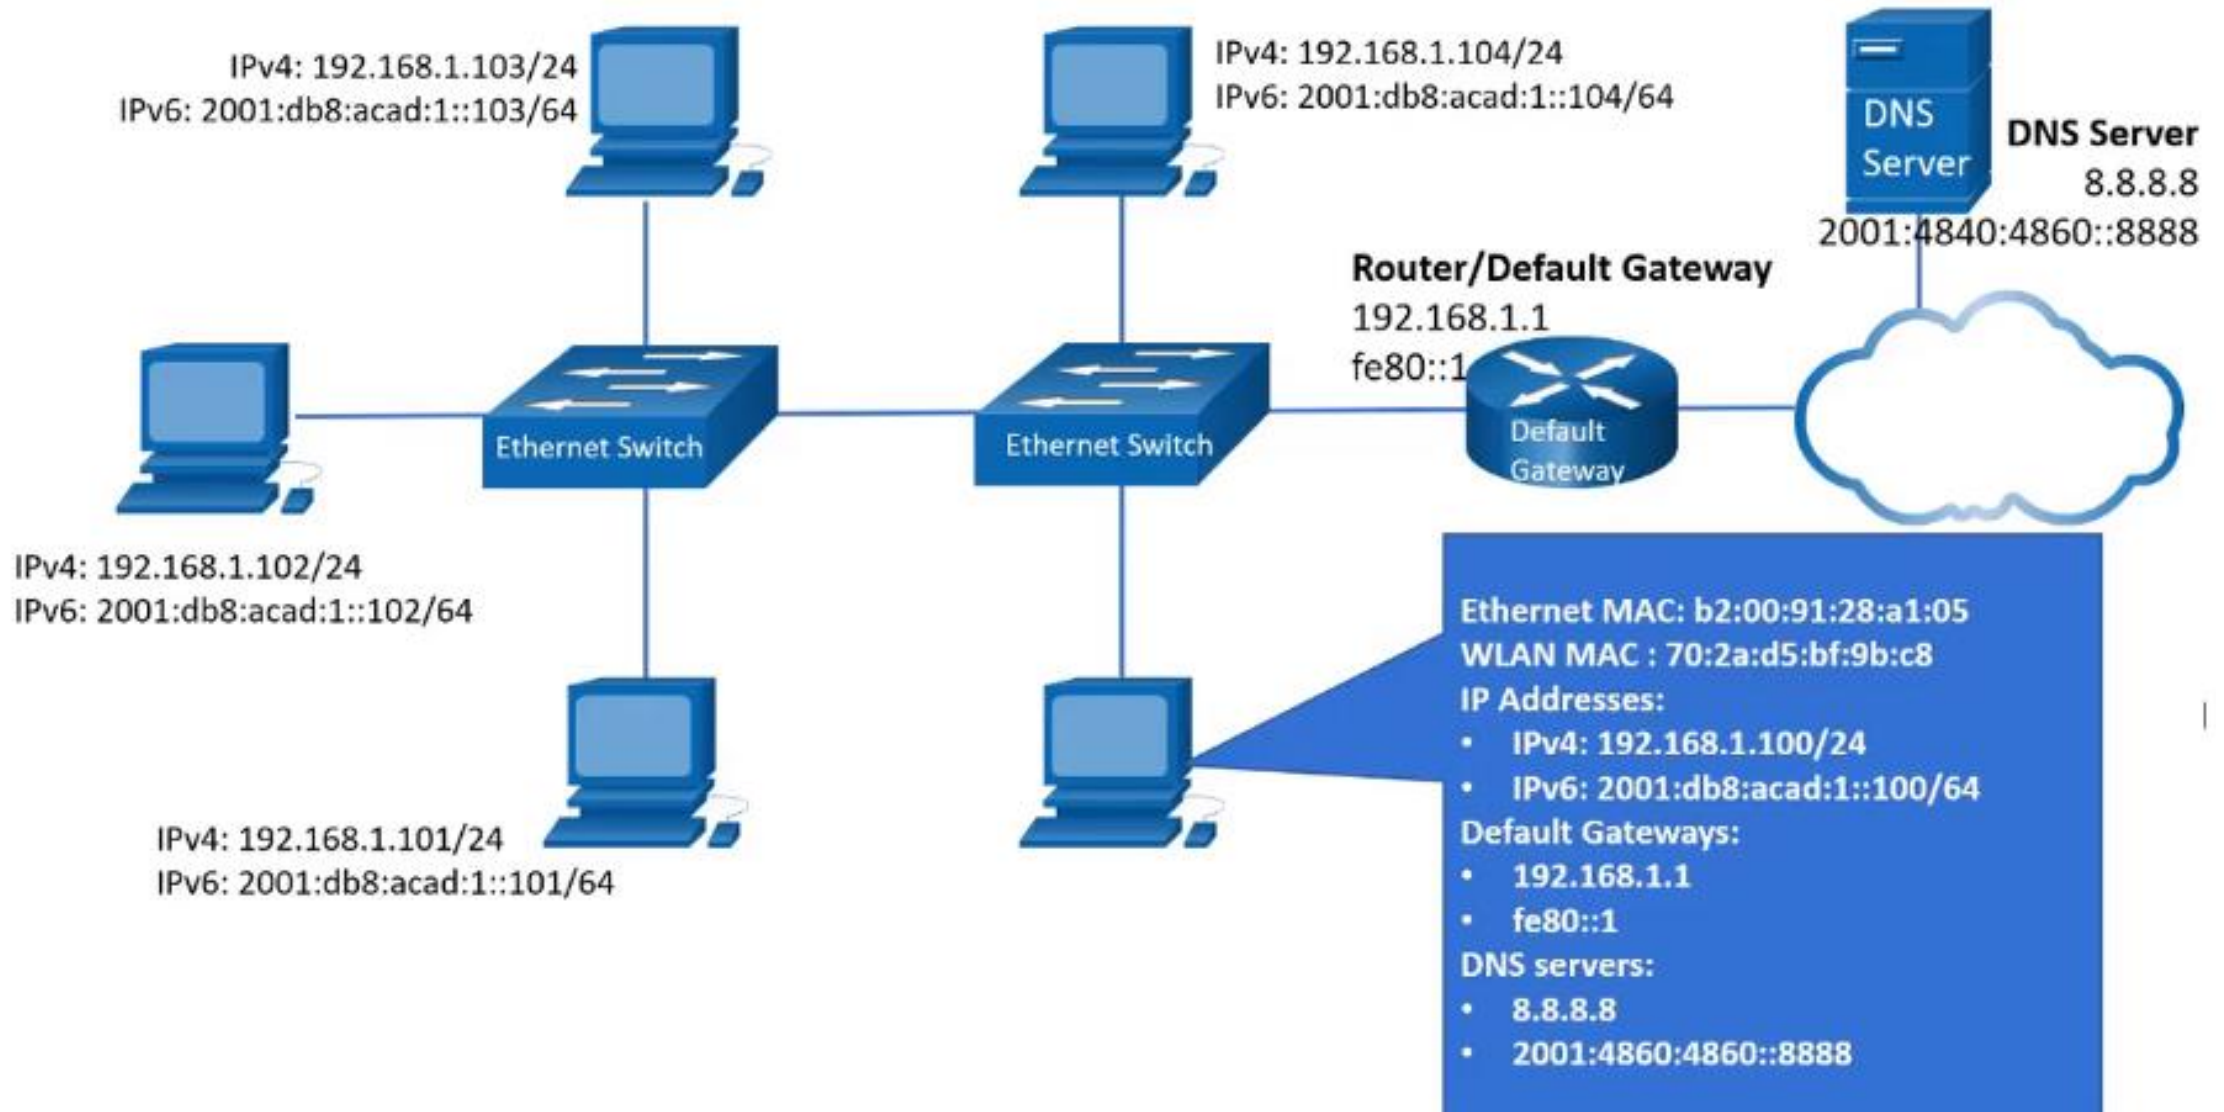 IPv4: 192.168.1.103/24
IPv6: 2001:db8:acad:1::103/64
IPv4: 192.168.1.104/24
IPv6: 2001:db8:acad:1::104/64
DNS
Server
DNS Server
8.8.8.8
2001:4840:4860::8888
Router/Default Gateway
192.168.1.1
fe80::1
Ethernet Switch
Ethernet Switch
Default
Gateway
IPv4: 192.168.1.102/24
IPv6: 2001:db8:acad:1::102/64
IPv4: 192.168.1.101/24
IPv6: 2001:db8:acad:1::101/64
Ethernet MAC: b2:00:91:28:a1:05
WLAN MAC : 70:2a:d5:bf:9b:c8
IP Addresses:
• IPv4: 192.168.1.100/24
• IPv6: 2001:db8:acad:1::100/64
Default Gateways:
• 192.168.1.1
• fe80::1
DNS servers:
• 8.8.8.8
• 2001:4860:4860::8888